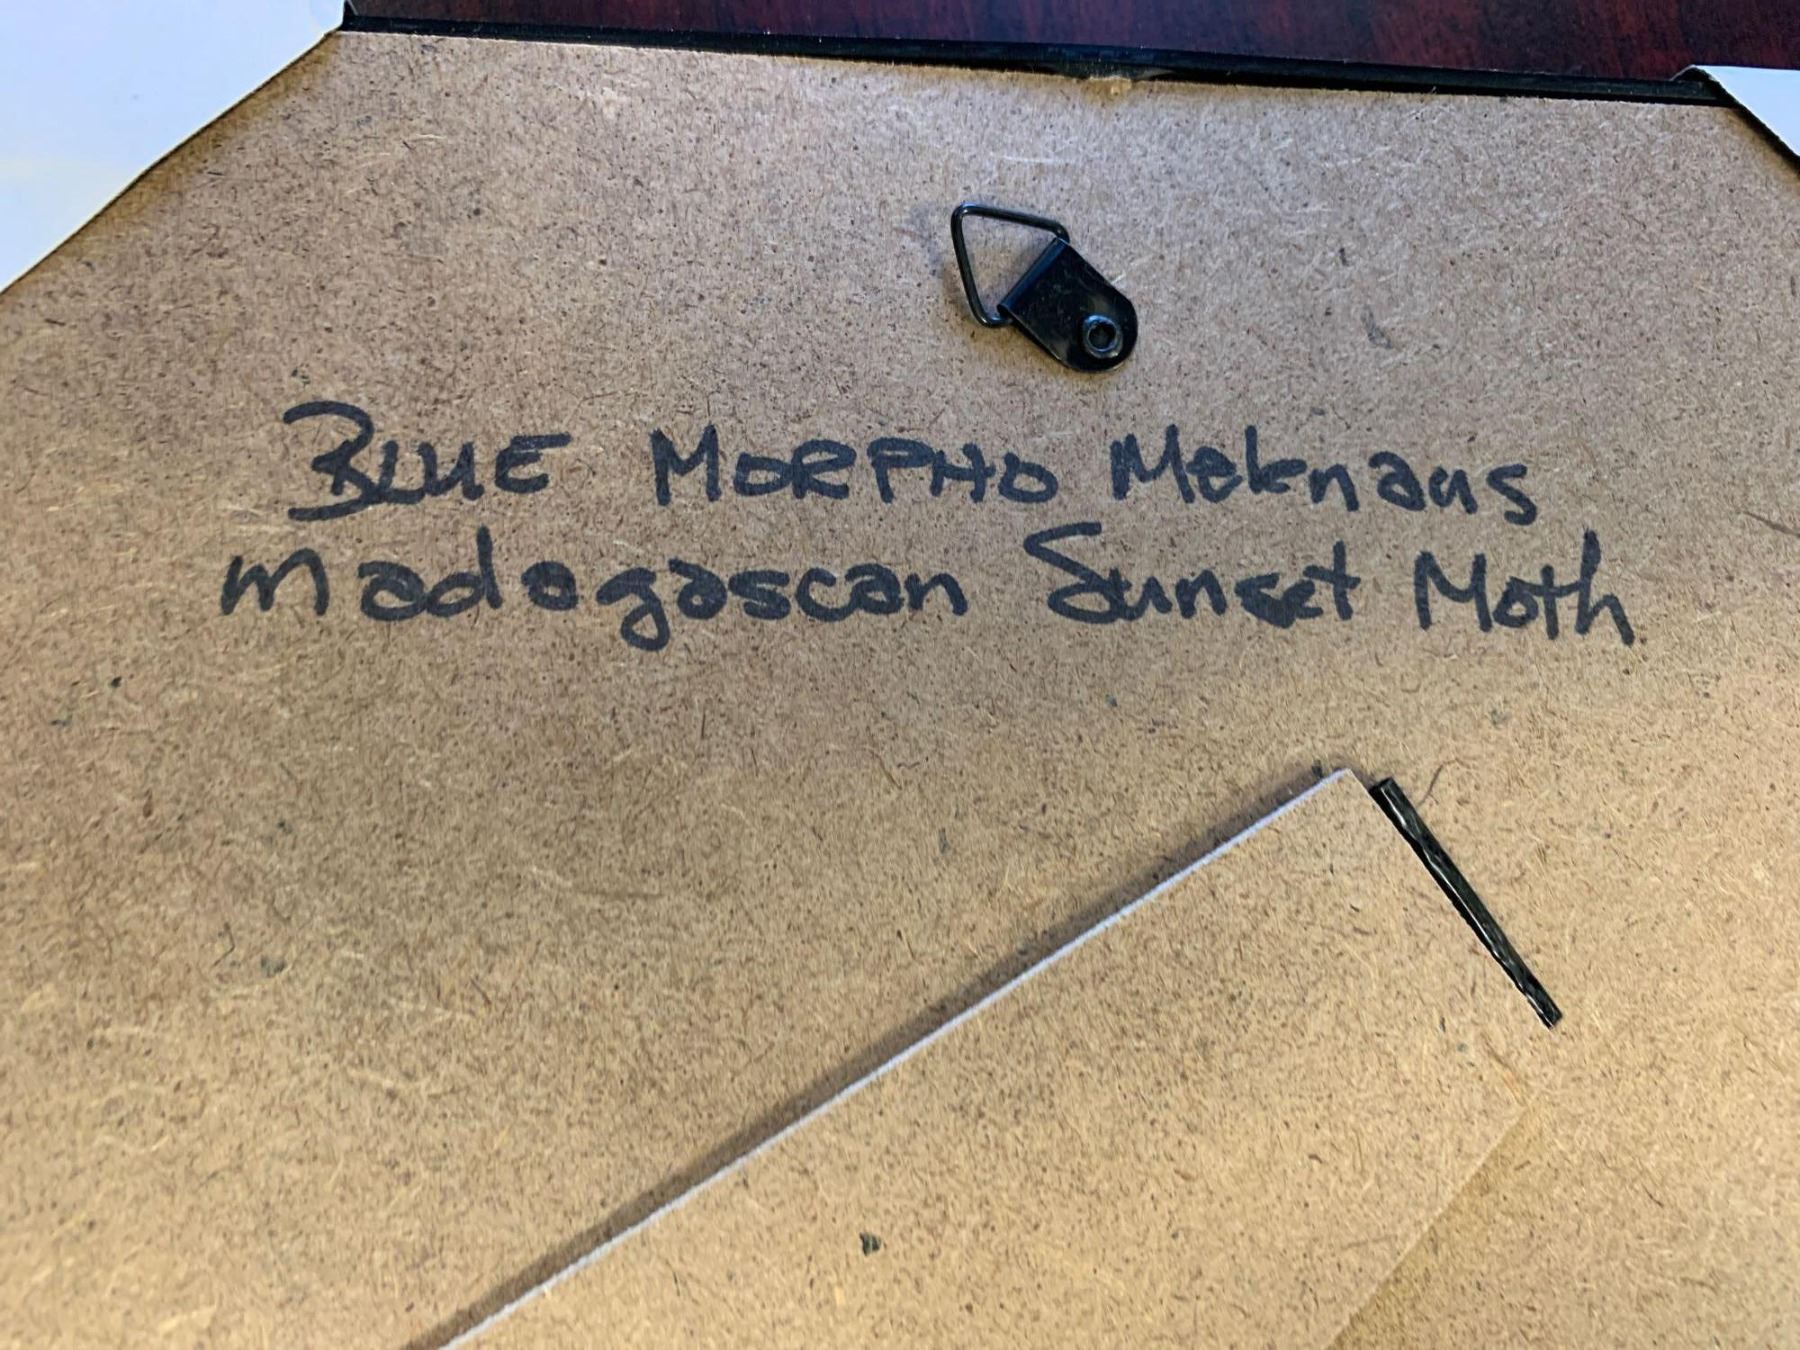 BLUE MORPHO Meknaus
Madagascan Sunset Moth